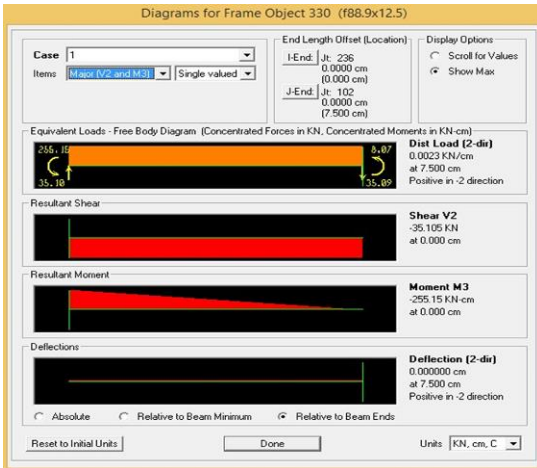 Diagrams for Frame Object 330 (f88.9x12.5)
Case 1
Items Major (V2 and M3) Single valued
End Length Offset (Location)
I-End: Jt: 236
0.0000 cm
(0.000 cm)
J-End: Jt: 102
0.0000 cm
(7.500 cm)
Display Options
Scroll for Values
Show Max
Equivalent Loads - Free Body Diagram (Concentrated Forces in KN, Concentrated Moments in KN-cm)
8.07
35.10
35.09
Dist Load (2-dir)
0.0023 KN/cm
at 7.500 cm
Positive in -2 direction
Resultant Shear
Shear V2
-35.105 KN
at 0.000 cm
Resultant Moment
Moment M3
-255.15 KN-cm
at 0.000 cm
Deflections
Deflection (2-dir)
0.000000 cm
at 7.500 cm
Positive in -2 direction
Absolute Relative to Beam Minimum Relative to Beam Ends
Reset to Initial Units Done Units KN, cm, C